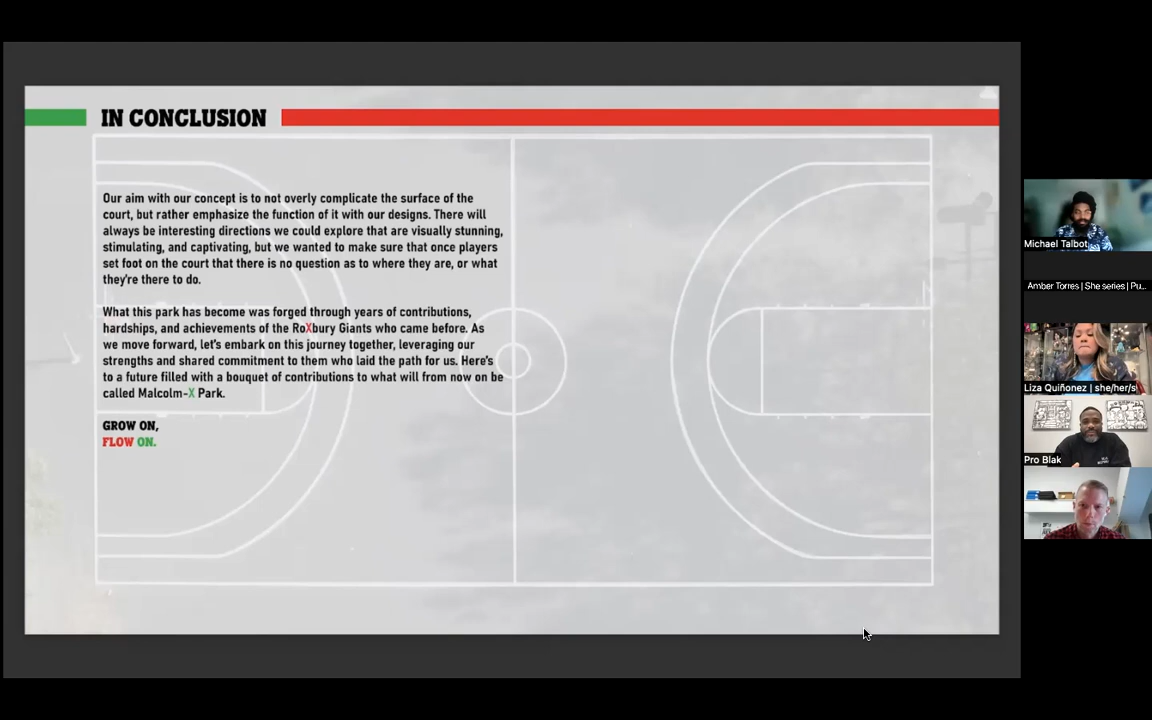 IN CONCLUSION
Our aim with our concept is to not overly complicate the surface of the
court, but rather emphasize the function of it with our designs. There will
always be interesting directions we could explore that are visually stunning,
stimulating, and captivating, but we wanted to make sure that once players
set foot on the court that there is no question as to where they are, or what
they're there to do.
What this park has become was forged through years of contributions,
hardships, and achievements of the RoXbury Giants who came before. As
we move forward, let's embark on this journey together, leveraging our
strengths and shared commitment to them who laid the path for us. Here's
to a future filled with a bouquet of contributions to what will from now on be
called Malcolm-X Park.
GROW ON,
FLOW ON.
Michael Talbot
Amber Torres | She series | Pu...
Liza Quiñonez | she/her/s
Pro Blak